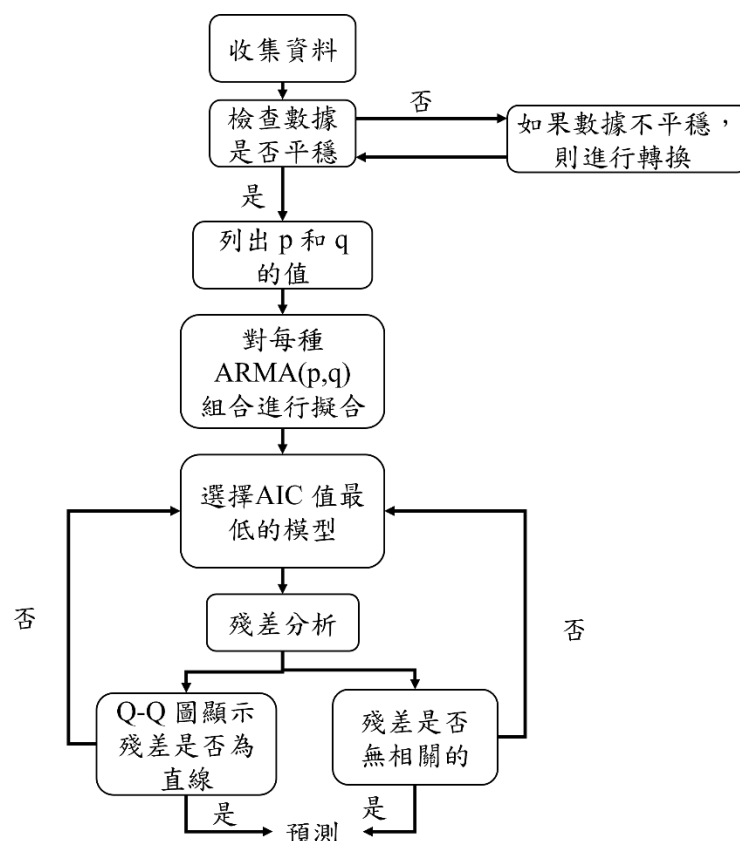 收集資料
檢查數據
是否平穩
否
如果數據不平穩，
則進行轉換
是
列出 p 和 q
的值
對每種
ARMA(p,q)
組合進行擬合
選擇AIC 值最
低的模型
否
殘差分析
否
Q-Q 圖顯示
殘差是否為
直線
殘差是否
無相關的
是
是
預測